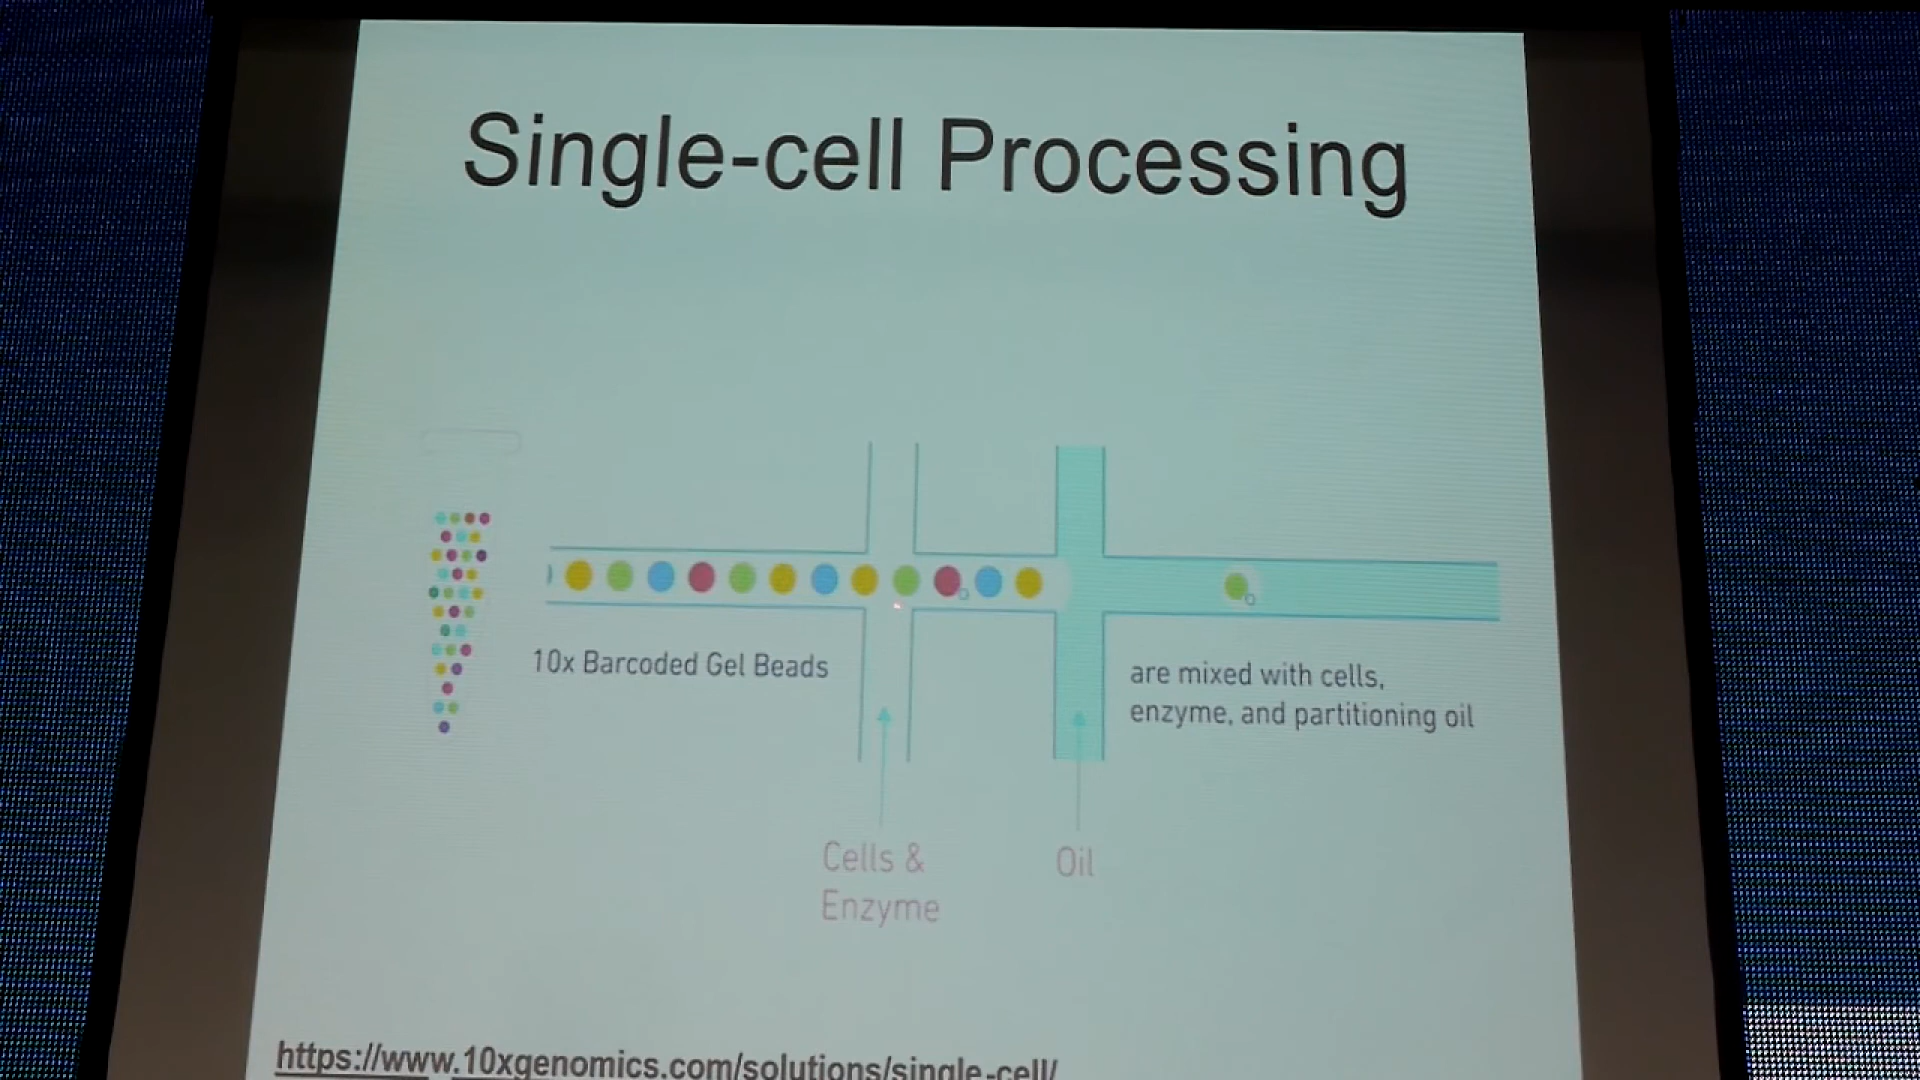 Single-cell Processing
10x Barcoded Gel Beads
are mixed with cells,
enzyme, and partitioning oil
Cells &
Enzyme
Oil
https://www.10xgenomics.com/solutions/single-cell/